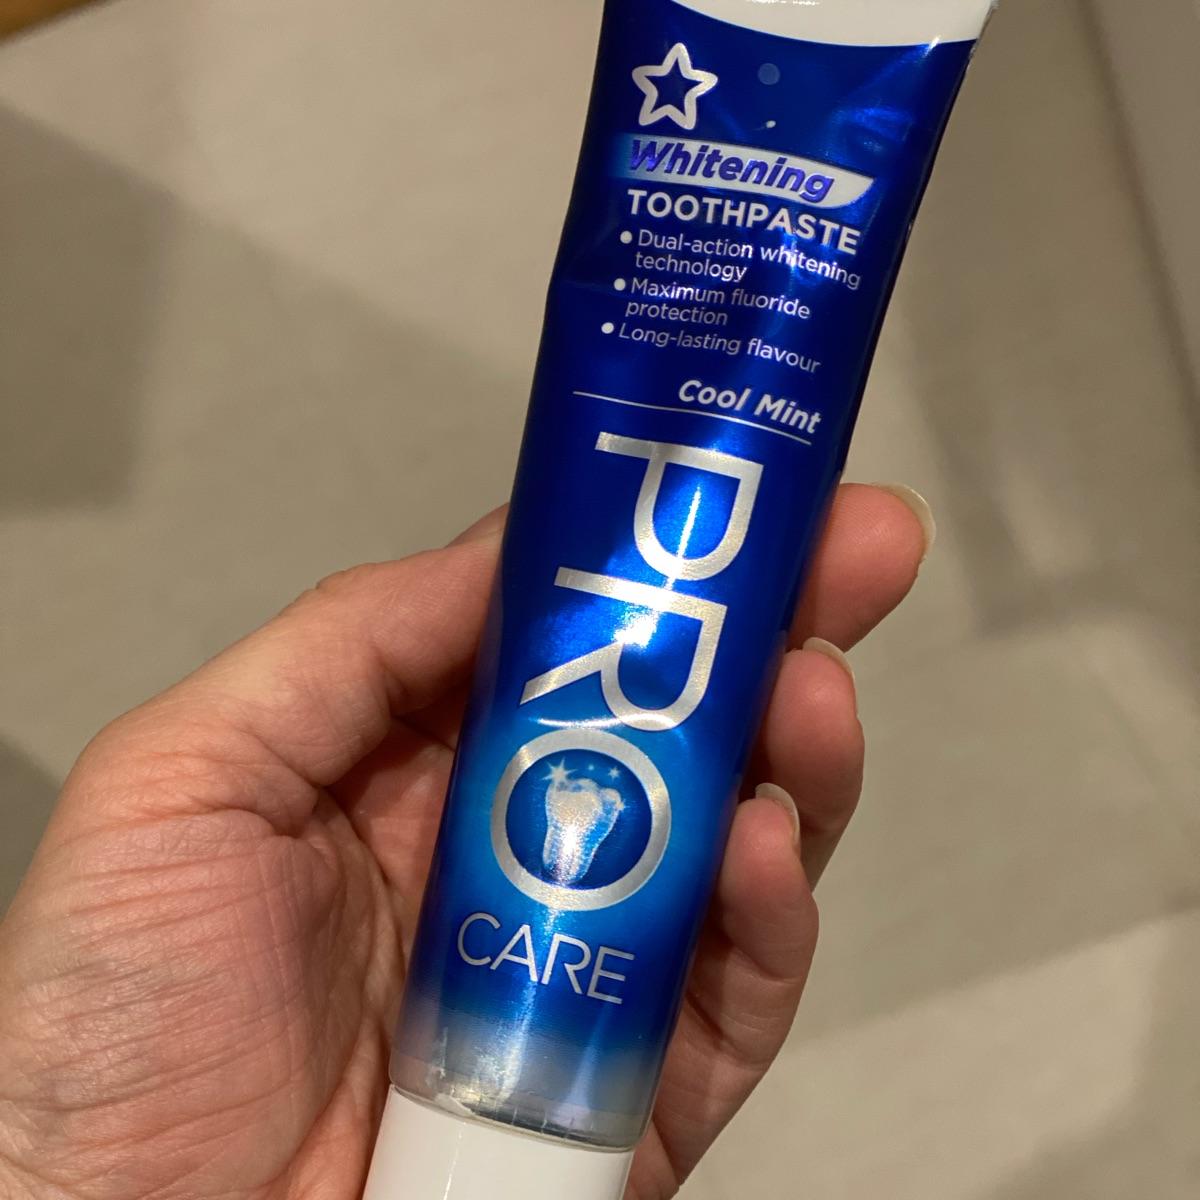 Whitening
TOOTHPASTE
• Dual-action whitening
technology
• Maximum fluoride
protection
• Long-lasting flavour
Cool Mint
PRO
CARE